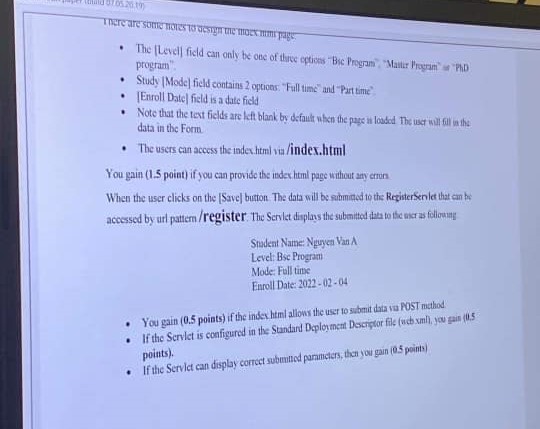 (build 07.05.20.19)
There are some notes to design the index.html page:
• The [Level] field can only be one of three options "Bsc Program", "Master Program" or "PhD
program".
• Study [Mode] field contains 2 options: "Full time" and "Part time".
• [Enroll Date] field is a date field
• Note that the text fields are left blank by default when the page is loaded. The user will fill in the
data in the Form.
• The users can access the index.html via /index.html
You gain (1.5 point) if you can provide the index.html page without any errors
When the user clicks on the [Save] button. The data will be submitted to the RegisterServlet that can be
accessed by url pattern /register. The Servlet displays the submitted data to the user as following
Student Name: Nguyen Van A
Level: Bsc Program
Mode: Full time
Enroll Date: 2022 - 02 - 04
• You gain (0.5 points) if the index.html allows the user to submit data via POST method.
• If the Servlet is configured in the Standard Deployment Descriptor file (web.xml), you gain (0.5
points).
• If the Servlet can display correct submitted parameters, then you gain (0.5 points)